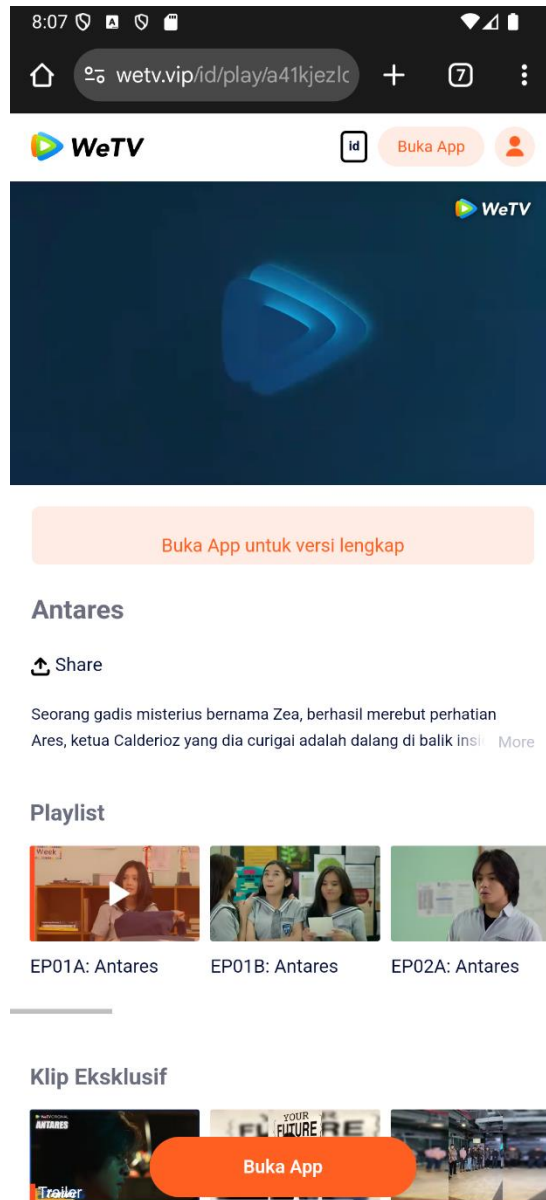 8:07
wetv.vip/id/play/a41kjezlc
7
WeTV
id
Buka App
WeTV
Buka App untuk versi lengkap
Antares
Share
Seorang gadis misterius bernama Zea, berhasil merebut perhatian
Ares, ketua Calderioz yang dia curigai adalah dalang di balik insi More
Playlist
Week
EP01A: Antares
EP01B: Antares
EP02A: Antares
Klip Eksklusif
ANTARES
YOUR
FUTURE
Trailer
Buka App